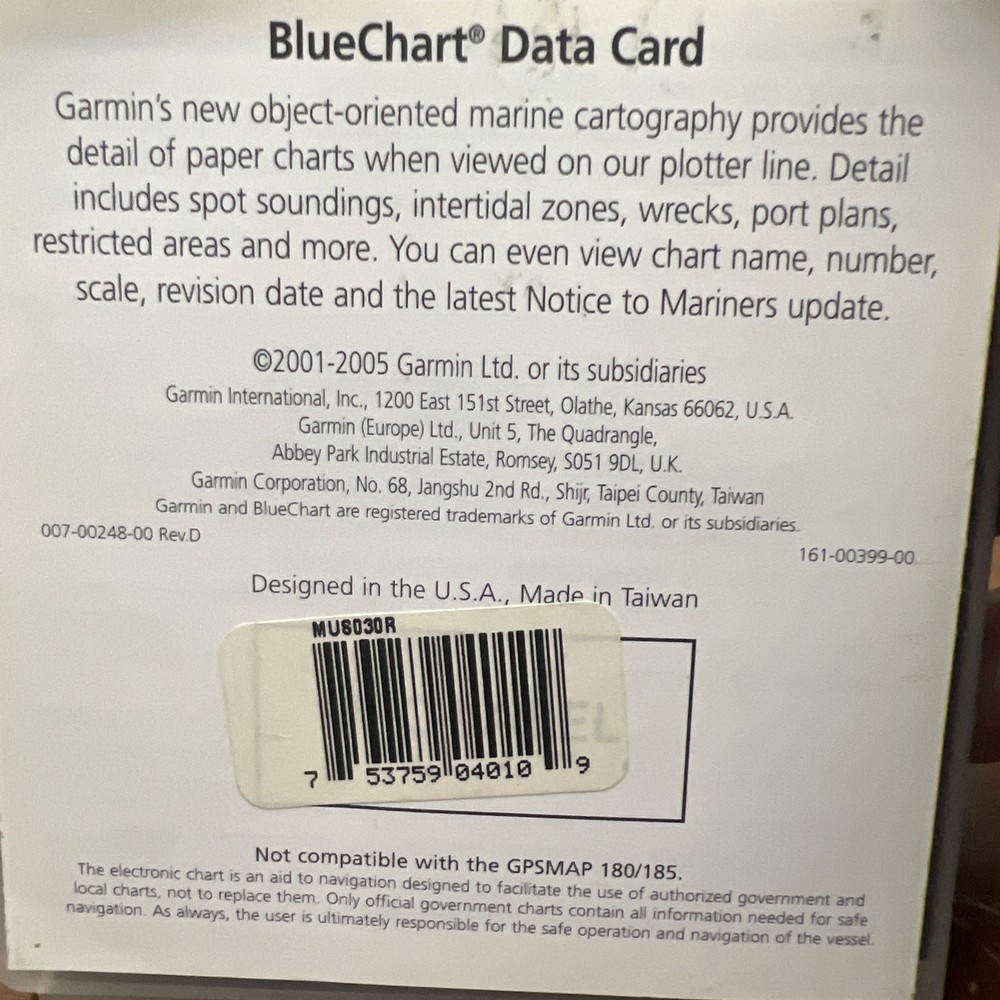 BlueChart® Data Card
Garmin's new object-oriented marine cartography provides the
detail of paper charts when viewed on our plotter line. Detail
includes spot soundings, intertidal zones, wrecks, port plans,
restricted areas and more. You can even view chart name, number,
scale, revision date and the latest Notice to Mariners update.
©2001-2005 Garmin Ltd. or its subsidiaries
Garmin International, Inc., 1200 East 151st Street, Olathe, Kansas 66062, U.S.A.
Garmin (Europe) Ltd., Unit 5, The Quadrangle,
Abbey Park Industrial Estate, Romsey, S051 9DL, U.K.
Garmin Corporation, No. 68, Jangshu 2nd Rd., Shijr, Taipei County, Taiwan
Garmin and BlueChart are registered trademarks of Garmin Ltd. or its subsidiaries.
007-00248-00 Rev.D
161-00399-00
Designed in the U.S.A., Made in Taiwan
MUS030R
EL
7 53759 04010 9
Not compatible with the GPSMAP 180/185.
The electronic chart is an aid to navigation designed to facilitate the use of authorized government and
local charts, not to replace them. Only official government charts contain all information needed for safe
navigation. As always, the user is ultimately responsible for the safe operation and navigation of the vessel.